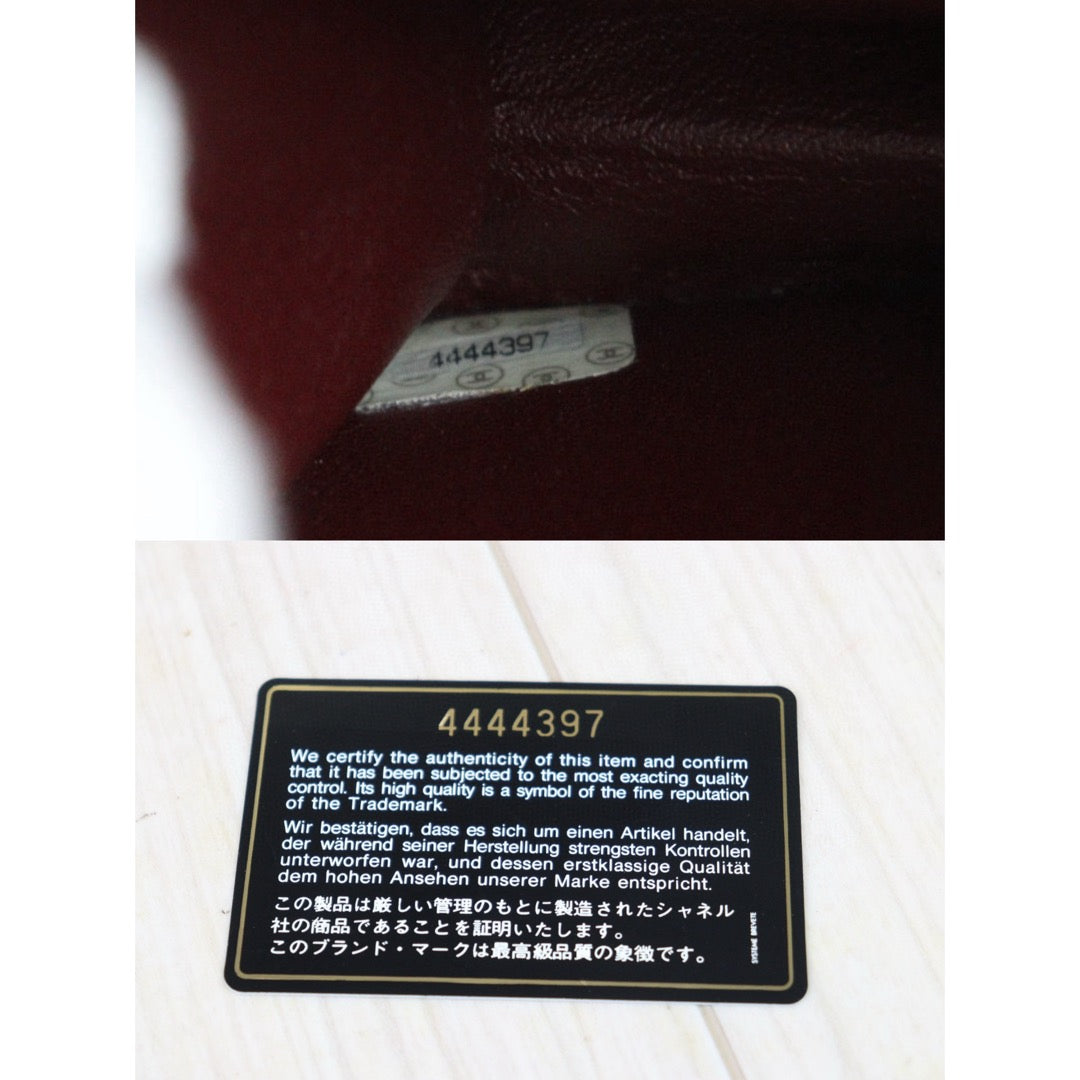 4444397
4444397
We certify the authenticity of this item and confirm
that it has been subjected to the most exacting quality
control. Its high quality is a symbol of the fine reputation
of the Trademark.
Wir bestätigen, dass es sich um einen Artikel handelt,
der während seiner Herstellung strengsten Kontrollen
unterworfen war, und dessen erstklassige Qualität
dem hohen Ansehen unserer Marke entspricht.
この製品は厳しい管理のもとに製造されたシャネル
社の商品であることを証明いたします。
このブランド・マークは最高級品質の象徴です。
SYSTEME BREVETE